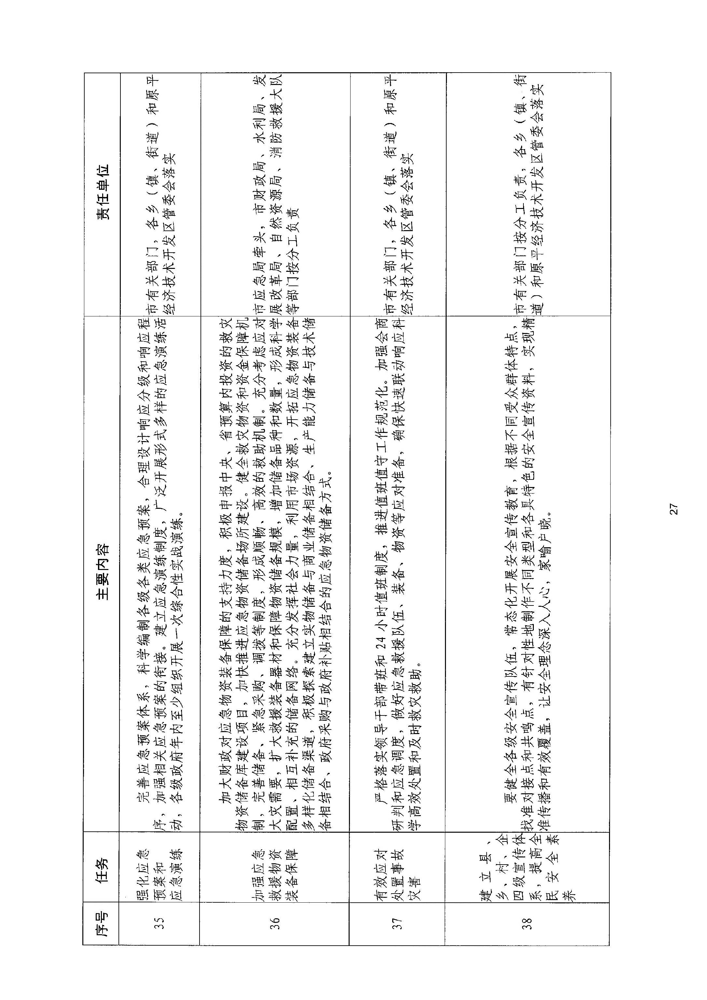 序号 任务 主要内容 责任单位
35
强化应急
预案和
应急演练
完善应急预案体系，科学编制各级各类应急预案，合理设计响应分级和响应程
序，加强相关应急预案的衔接。建立应急演练制度，广泛开展形式多样的应急演练活
动，各级政府年内至少组织开展一次综合性实战演练。
市有关部门，各乡（镇、街道）和原平
经济技术开发区管委会落实
36
加强应急
救援物资
装备保障
加大财政对应急物资装备保障的支持力度，积极申报中央、省预算内投资的救灾
物资储备库建设项目，加快推进应急物资储备场所建设。健全救灾物资和资金保障机
制，完善储备、紧急采购、调拨等制度，形成顺畅、高效的救助机制。充分考虑应对
大灾需要，扩大救援装备器材和保障物资储备规模，增加储备品种和数量，形成科学
配置、相互补充的储备网络。充分发挥社会力量，利用市场资源，开拓应急物资装备
多样化储备渠道，积极探索建立实物储备与商业储备相结合、生产能力储备与技术储
备相结合、政府采购与政府补贴相结合的应急物资储备方式。
市应急局牵头，市财政局、水利局、发
展改革局、自然资源局、消防救援大队
等部门按分工负责
37
有效应对
处置事故
灾害
严格落实领导干部带班和 24 小时值班制度，推进值班值守工作规范化。加强会商
研判和应急调度，做好应急救援队伍、装备、物资等应对准备，确保快速联动响应科
学高效处置和及时救灾救助。
市有关部门，各乡（镇、街道）和原平
经济技术开发区管委会落实
38
建立县、
乡、村、企
四级宣传体
系，提高全
民安全素
养
要健全各级安全宣传队伍，常态化开展安全宣传教育，根据不同受众群体特点，
找准对接点和共鸣点，有针对性地制作不同类型和各具特色的安全宣传资料，实现精
准传播和有效覆盖，让安全理念深入人心，家喻户晓。
市有关部门按分工负责，各乡（镇、街
道）和原平经济技术开发区管委会落实
27